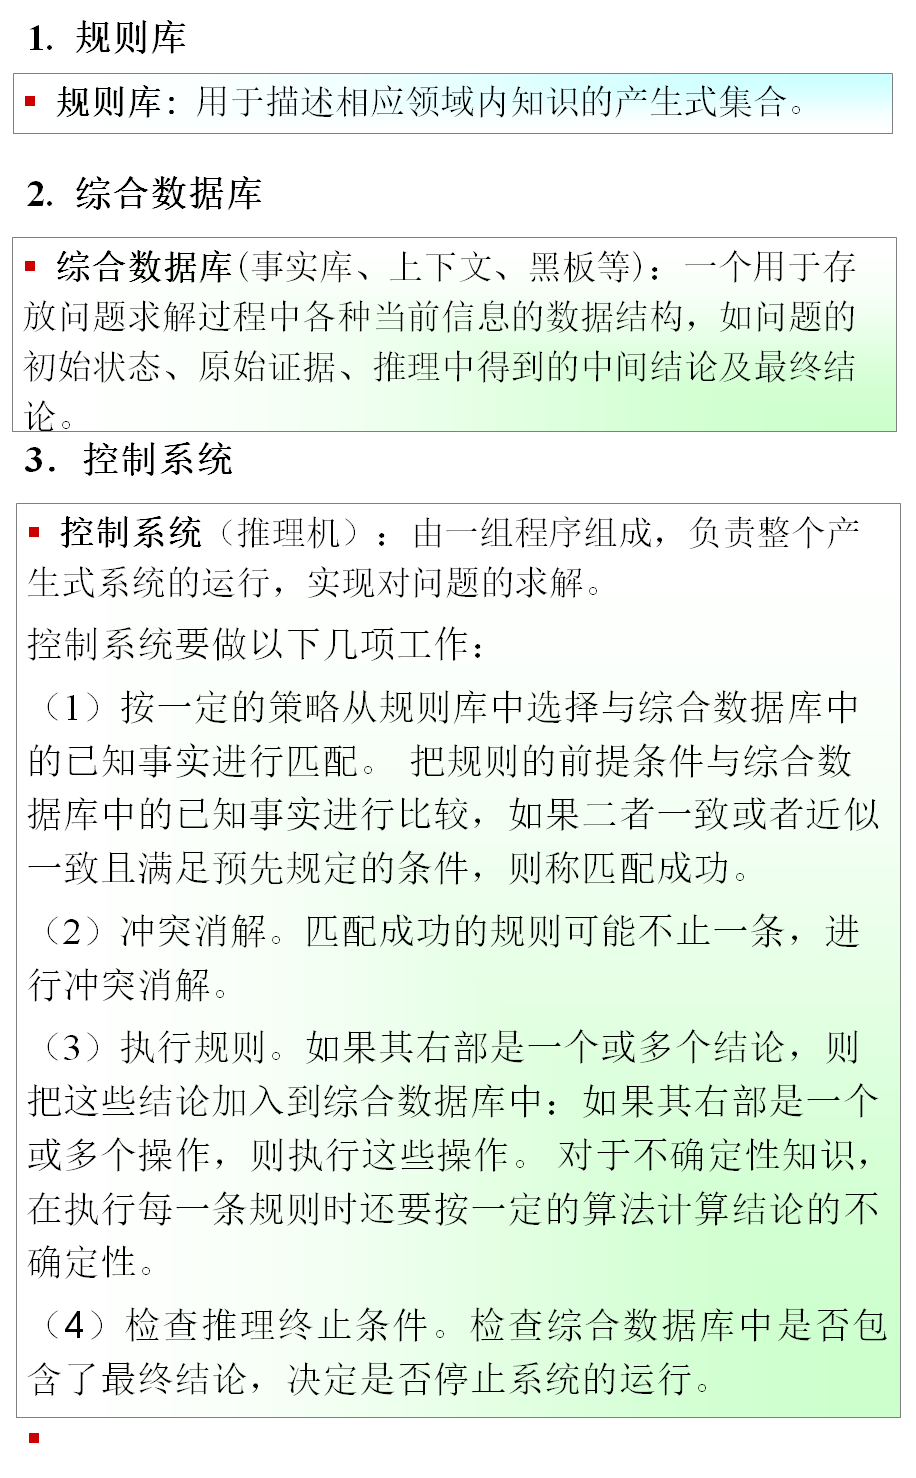 1. 规则库
规则库: 用于描述相应领域内知识的产生式集合。
2. 综合数据库
综合数据库(事实库、上下文、黑板等): 一个用于存
放问题求解过程中各种当前信息的数据结构, 如问题的
初始状态、原始证据、推理中得到的中间结论及最终结
论。
3. 控制系统
控制系统（推理机）: 由一组程序组成, 负责整个产
生式系统的运行, 实现对问题的求解。
控制系统要做以下几项工作:
（1）按一定的策略从规则库中选择与综合数据库中
的已知事实进行匹配。 把规则的前提条件与综合数
据库中的已知事实进行比较, 如果二者一致或者近似
一致且满足预先规定的条件, 则称匹配成功。
（2）冲突消解。匹配成功的规则可能不止一条, 进
行冲突消解。
（3）执行规则。如果其右部是一个或多个结论, 则
把这些结论加入到综合数据库中: 如果其右部是一个
或多个操作, 则执行这些操作。 对于不确定性知识,
在执行每一条规则时还要按一定的算法计算结论的不
确定性。
（4）检查推理终止条件。检查综合数据库中是否包
含了最终结论, 决定是否停止系统的运行。